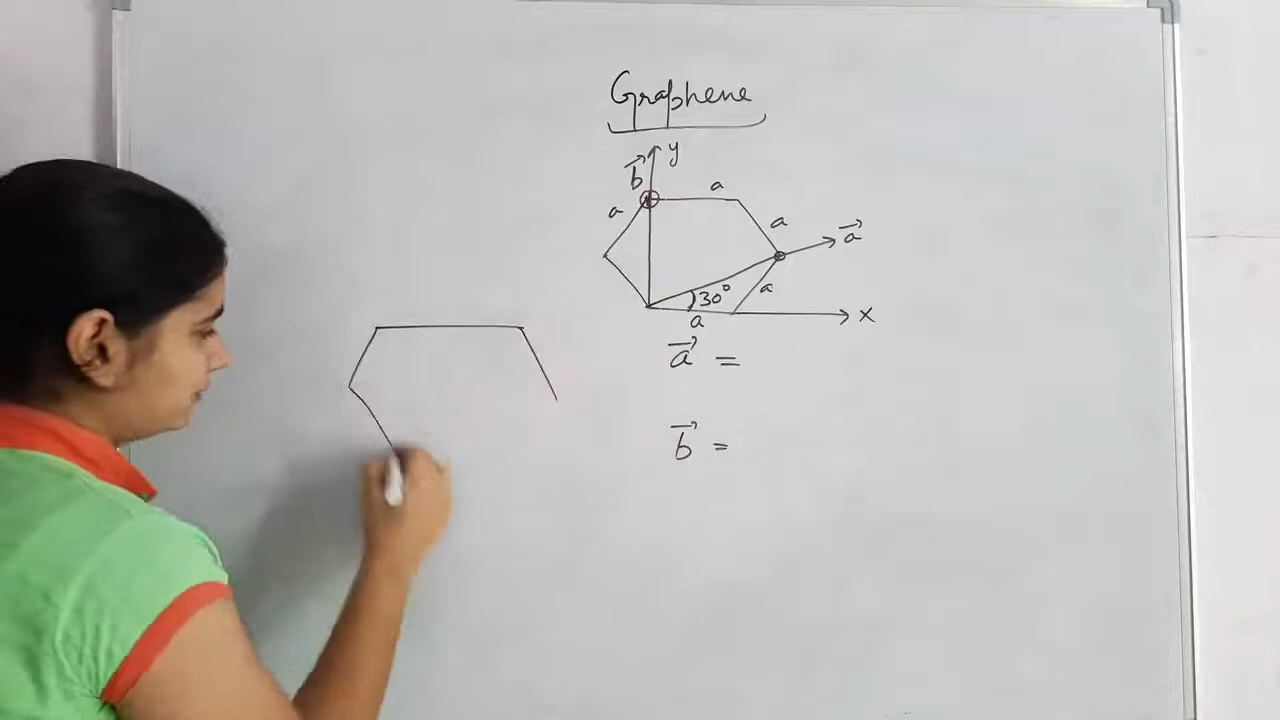 Graphene
y
b⃗
a
a
a
a⃗
a
30°
a
x
a⃗ =
b⃗ =